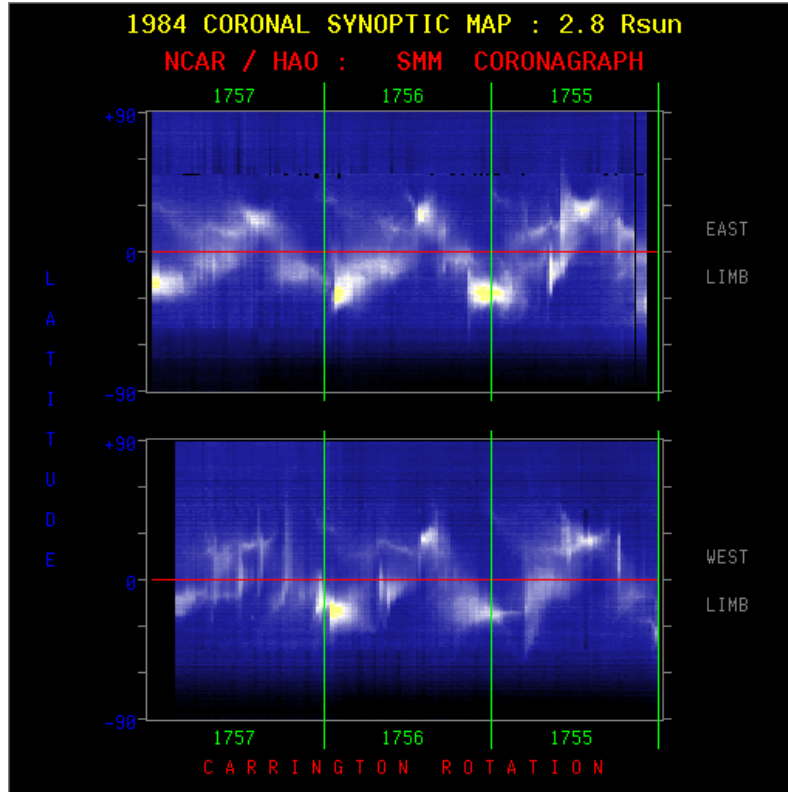 1984 CORONAL SYNOPTIC MAP : 2.8 Rsun
NCAR / HAO : SMM CORONAGRAPH
1757 1756 1755
+90
0
-90
EAST
LIMB
LATITUDE
+90
0
-90
WEST
LIMB
1757 1756 1755
CARRINGTON ROTATION